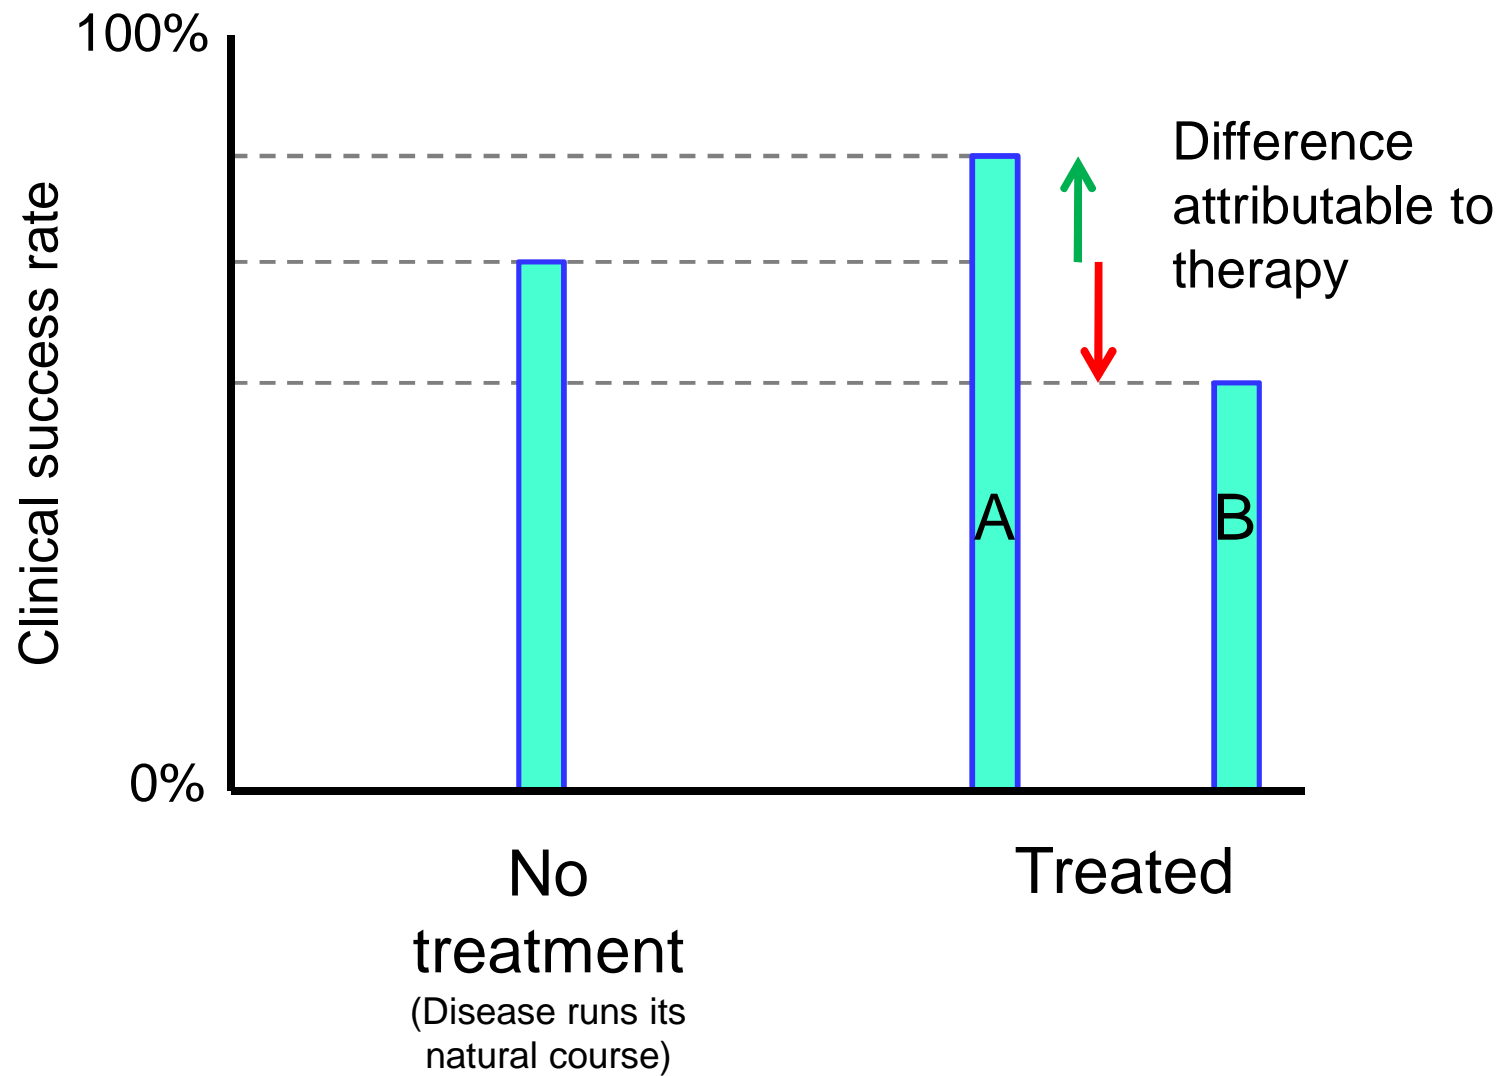 100%
Difference
attributable to
therapy
Clinical success rate
A
B
0%
No
treatment
(Disease runs its
natural course)
Treated